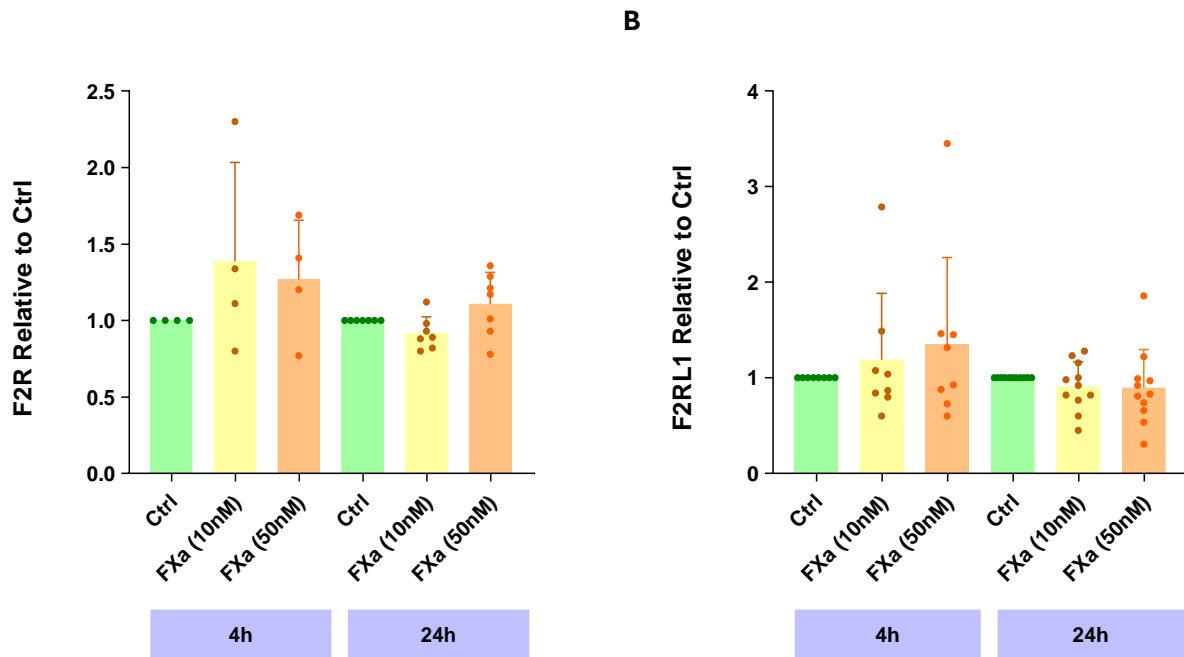 B
F2R Relative to Ctrl
2.5
2.0
1.5
1.0
0.5
0.0
Ctrl
FXa (10nM)
FXa (50nM)
Ctrl
FXa (10nM)
FXa (50nM)
4h
24h
F2RL1 Relative to Ctrl
4
3
2
1
0
Ctrl
FXa (10nM)
FXa (50nM)
Ctrl
FXa (10nM)
FXa (50nM)
4h
24h